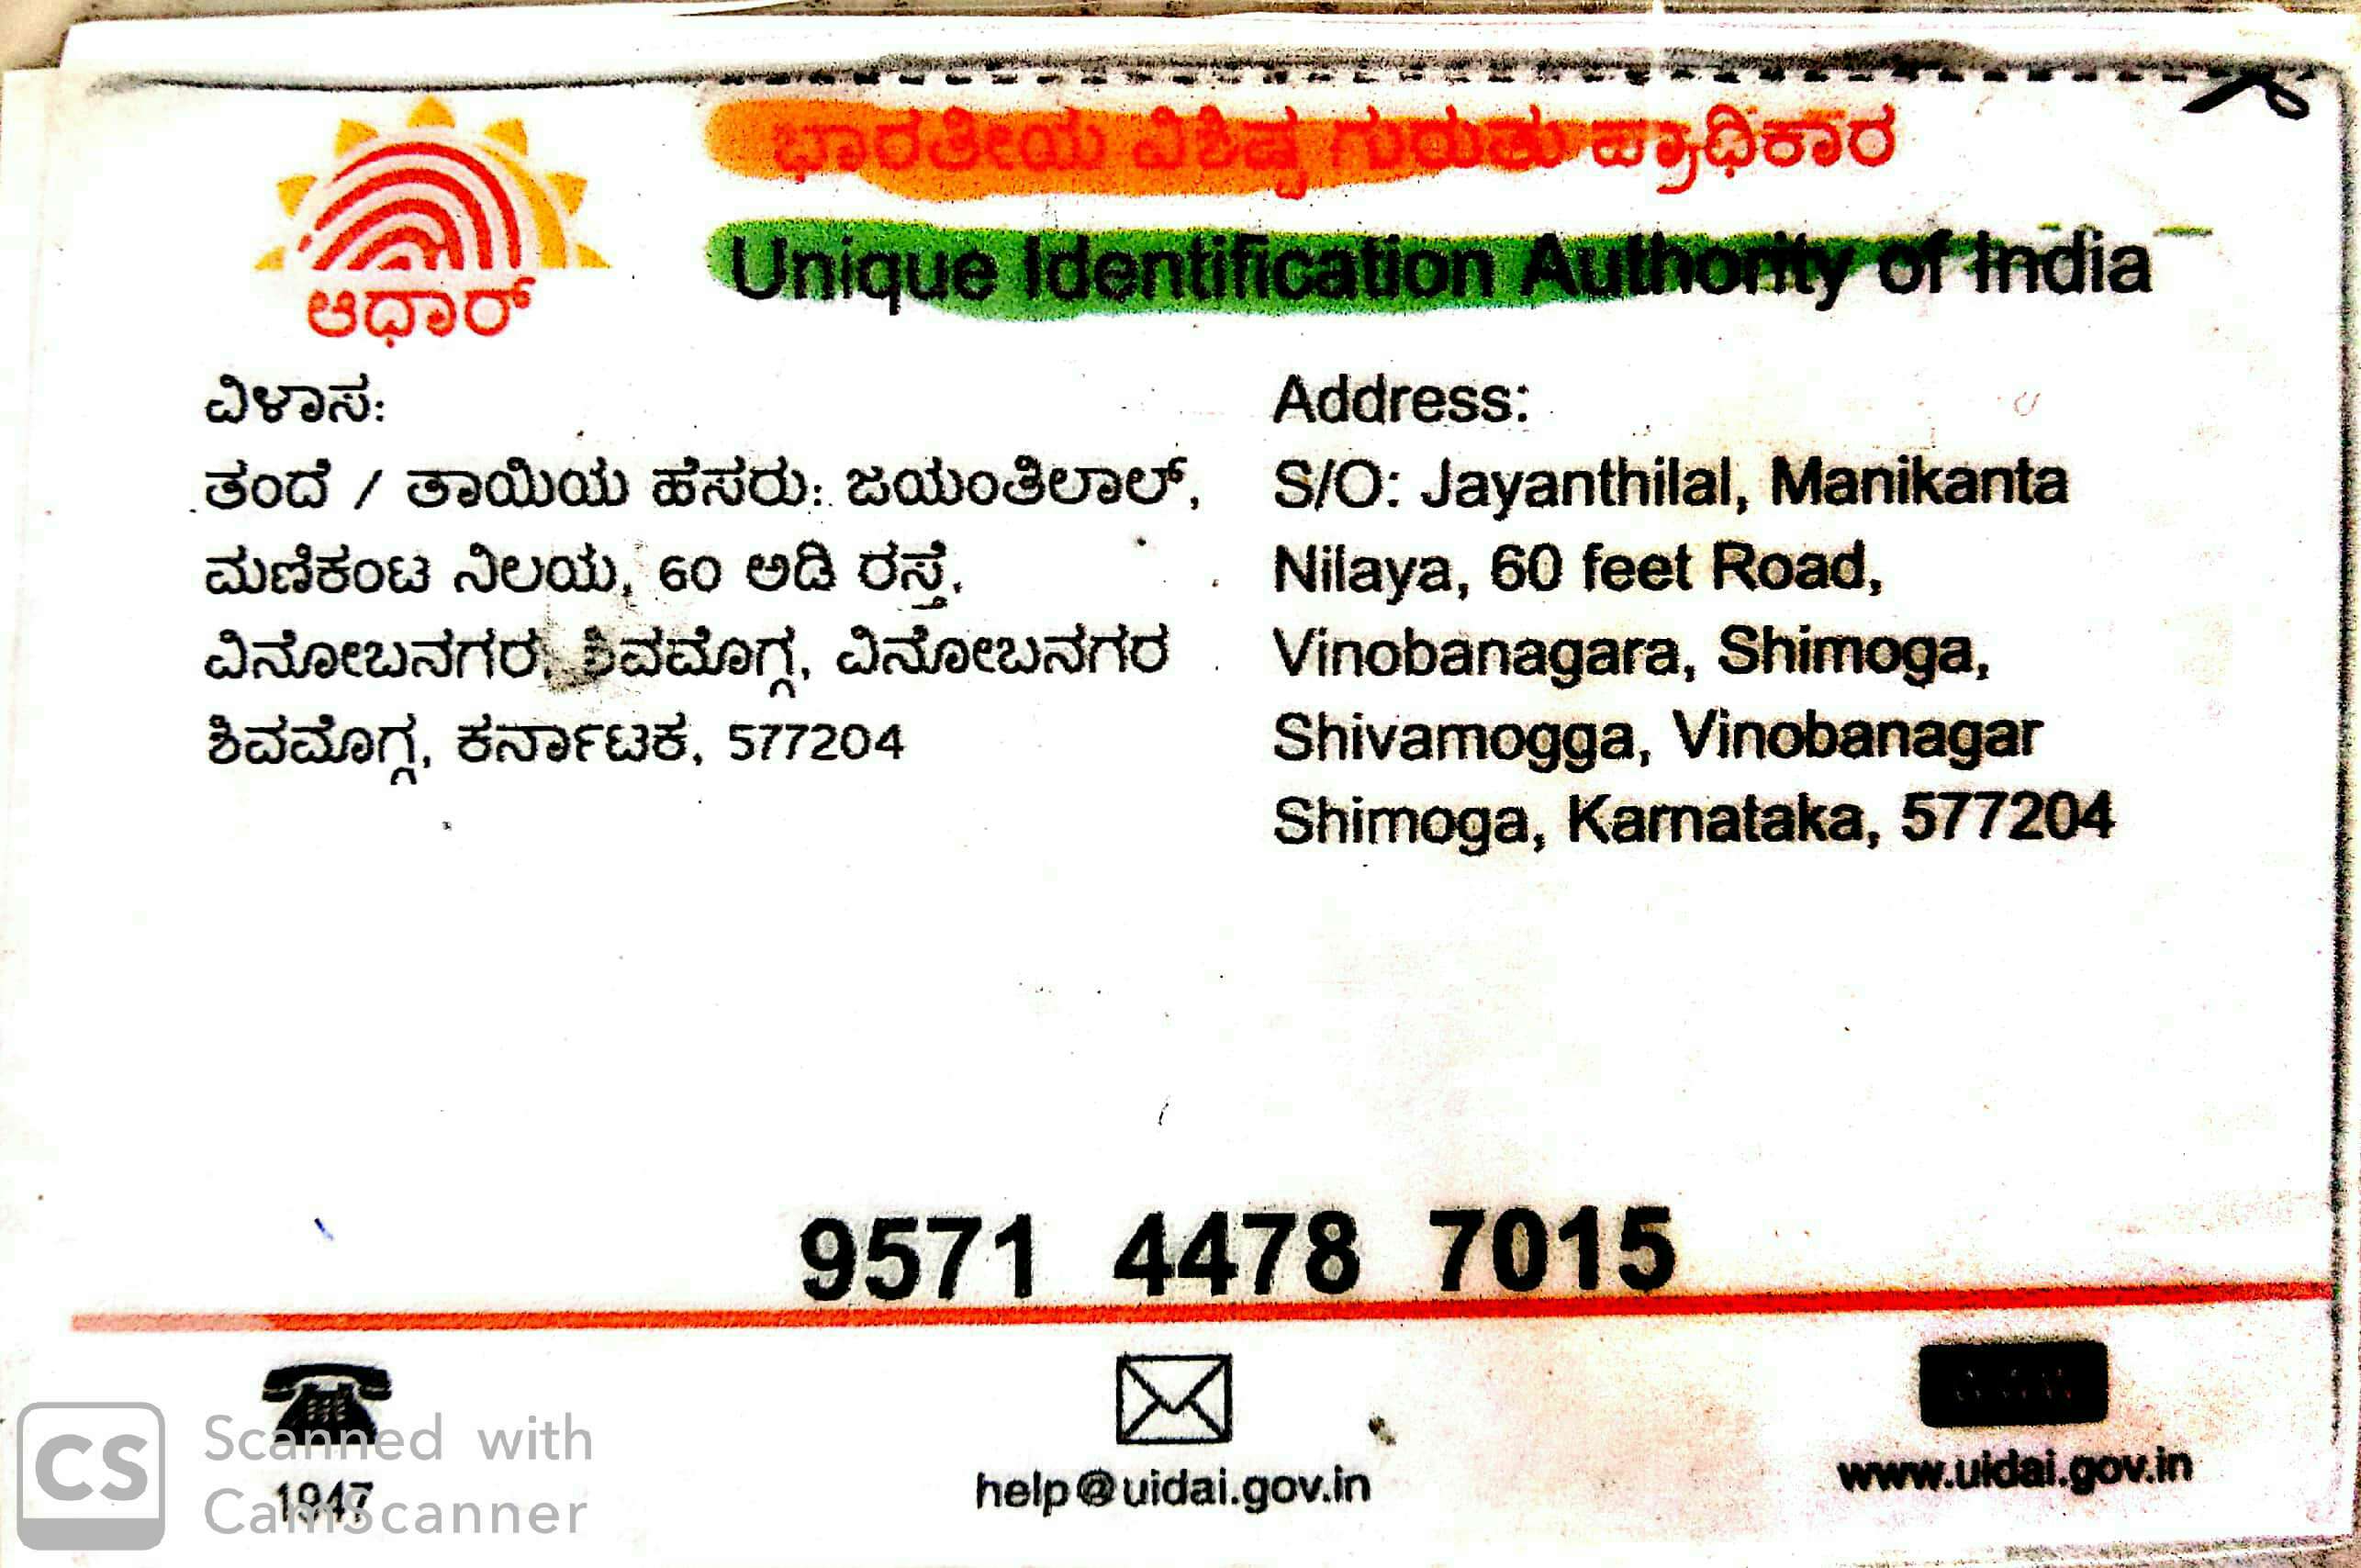 ಭಾರತೀಯ ವಿಶಿಷ್ಟ ಗುರುತು ಪ್ರಾಧಿಕಾರ
Unique Identification Authority of India
ಆಧಾರ್
ವಿಳಾಸ:
ತಂದೆ / ತಾಯಿಯ ಹೆಸರು: ಜಯಂತಿಲಾಲ್,
ಮಣಿಕಂಟ ನಿಲಯ, 60 ಅಡಿ ರಸ್ತೆ,
ವಿನೋಬನಗರ, ಶಿವಮೊಗ್ಗ, ವಿನೋಬನಗರ
ಶಿವಮೊಗ್ಗ, ಕರ್ನಾಟಕ, 577204
Address:
S/O: Jayanthilal, Manikanta
Nilaya, 60 feet Road,
Vinobanagara, Shimoga,
Shivamogga, Vinobanagar
Shimoga, Karnataka, 577204
9571 4478 7015
1947
help@uidai.gov.in
www.uidai.gov.in
CS
Scanned with
CamScanner